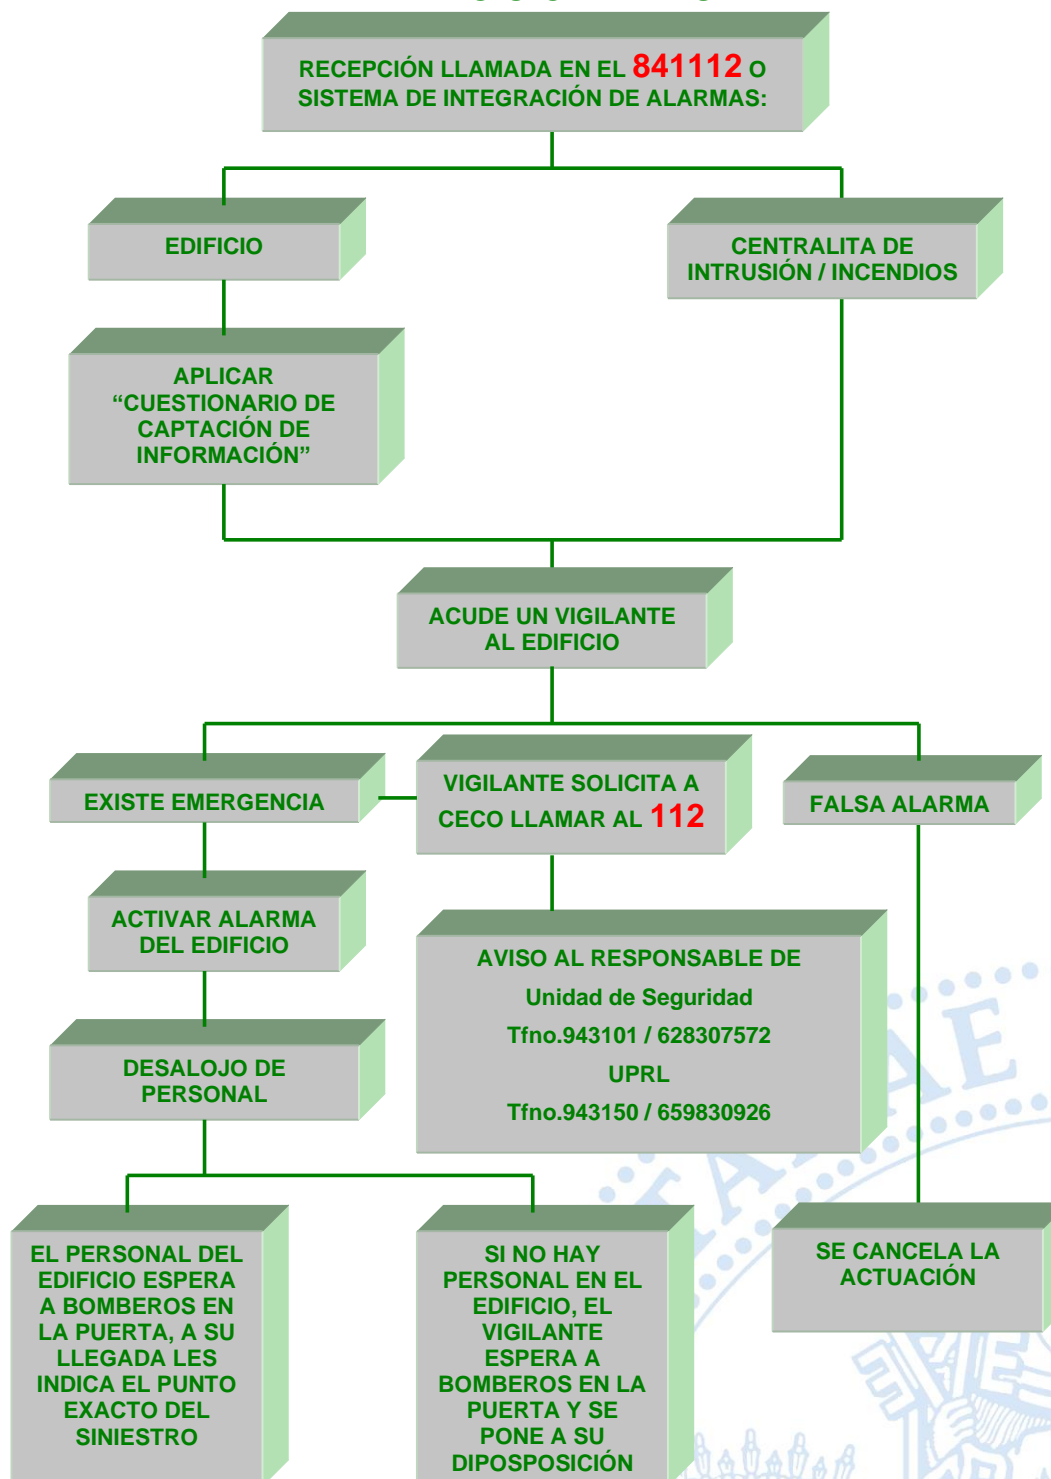 RECEPCIÓN LLAMADA EN EL 841112 O
SISTEMA DE INTEGRACIÓN DE ALARMAS:
EDIFICIO
CENTRALITA DE
INTRUSIÓN / INCENDIOS
APLICAR
“CUESTIONARIO DE
CAPTACIÓN DE
INFORMACIÓN”
ACUDE UN VIGILANTE
AL EDIFICIO
EXISTE EMERGENCIA
VIGILANTE SOLICITA A
CECO LLAMAR AL 112
FALSA ALARMA
ACTIVAR ALARMA
DEL EDIFICIO
AVISO AL RESPONSABLE DE
Unidad de Seguridad
Tfno.943101 / 628307572
UPRL
Tfno.943150 / 659830926
DESALOJO DE
PERSONAL
EL PERSONAL DEL
EDIFICIO ESPERA
A BOMBEROS EN
LA PUERTA, A SU
LLEGADA LES
INDICA EL PUNTO
EXACTO DEL
SINIESTRO
SI NO HAY
PERSONAL EN EL
EDIFICIO, EL
VIGILANTE
ESPERA A
BOMBEROS EN LA
PUERTA Y SE
PONE A SU
DIPOSPOSICIÓN
SE CANCELA LA
ACTUACIÓN